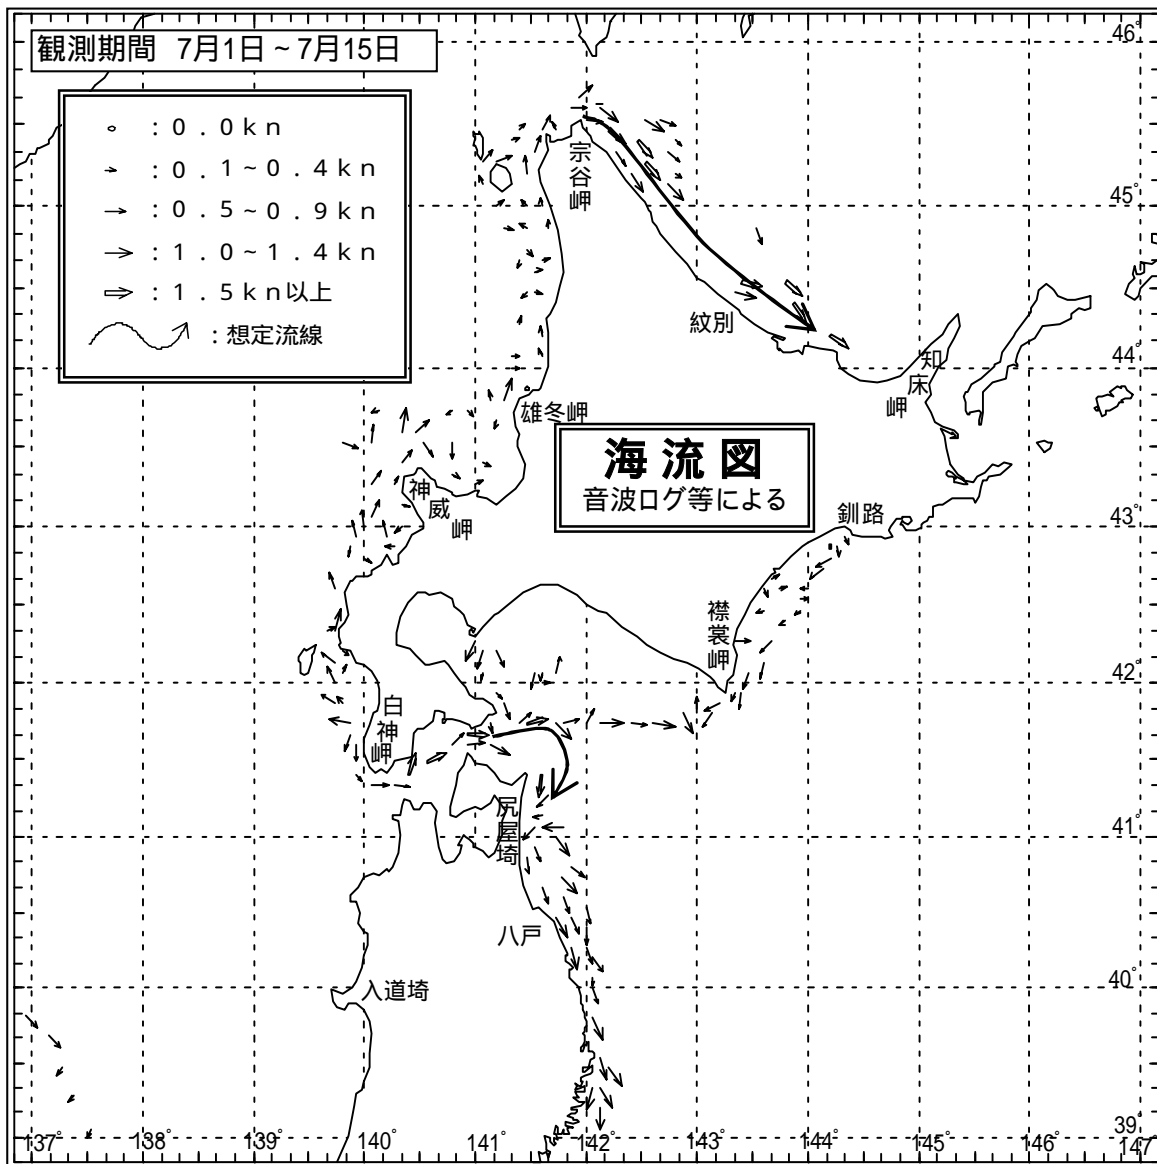 観測期間 7月1日～7月15日
：0．0kn
：0．1～0．4kn
：0．5～0．9kn
：1．0～1．4kn
：1．5kn以上
：想定流線
海流図
音波ログ等による
宗谷岬
紋別
知床岬
雄冬岬
神威岬
釧路
襟裳岬
白神岬
尻屋埼
八戸
入道埼
46°
45°
44°
43°
42°
41°
40°
39°
137° 138° 139° 140° 141° 142° 143° 144° 145° 146° 147°